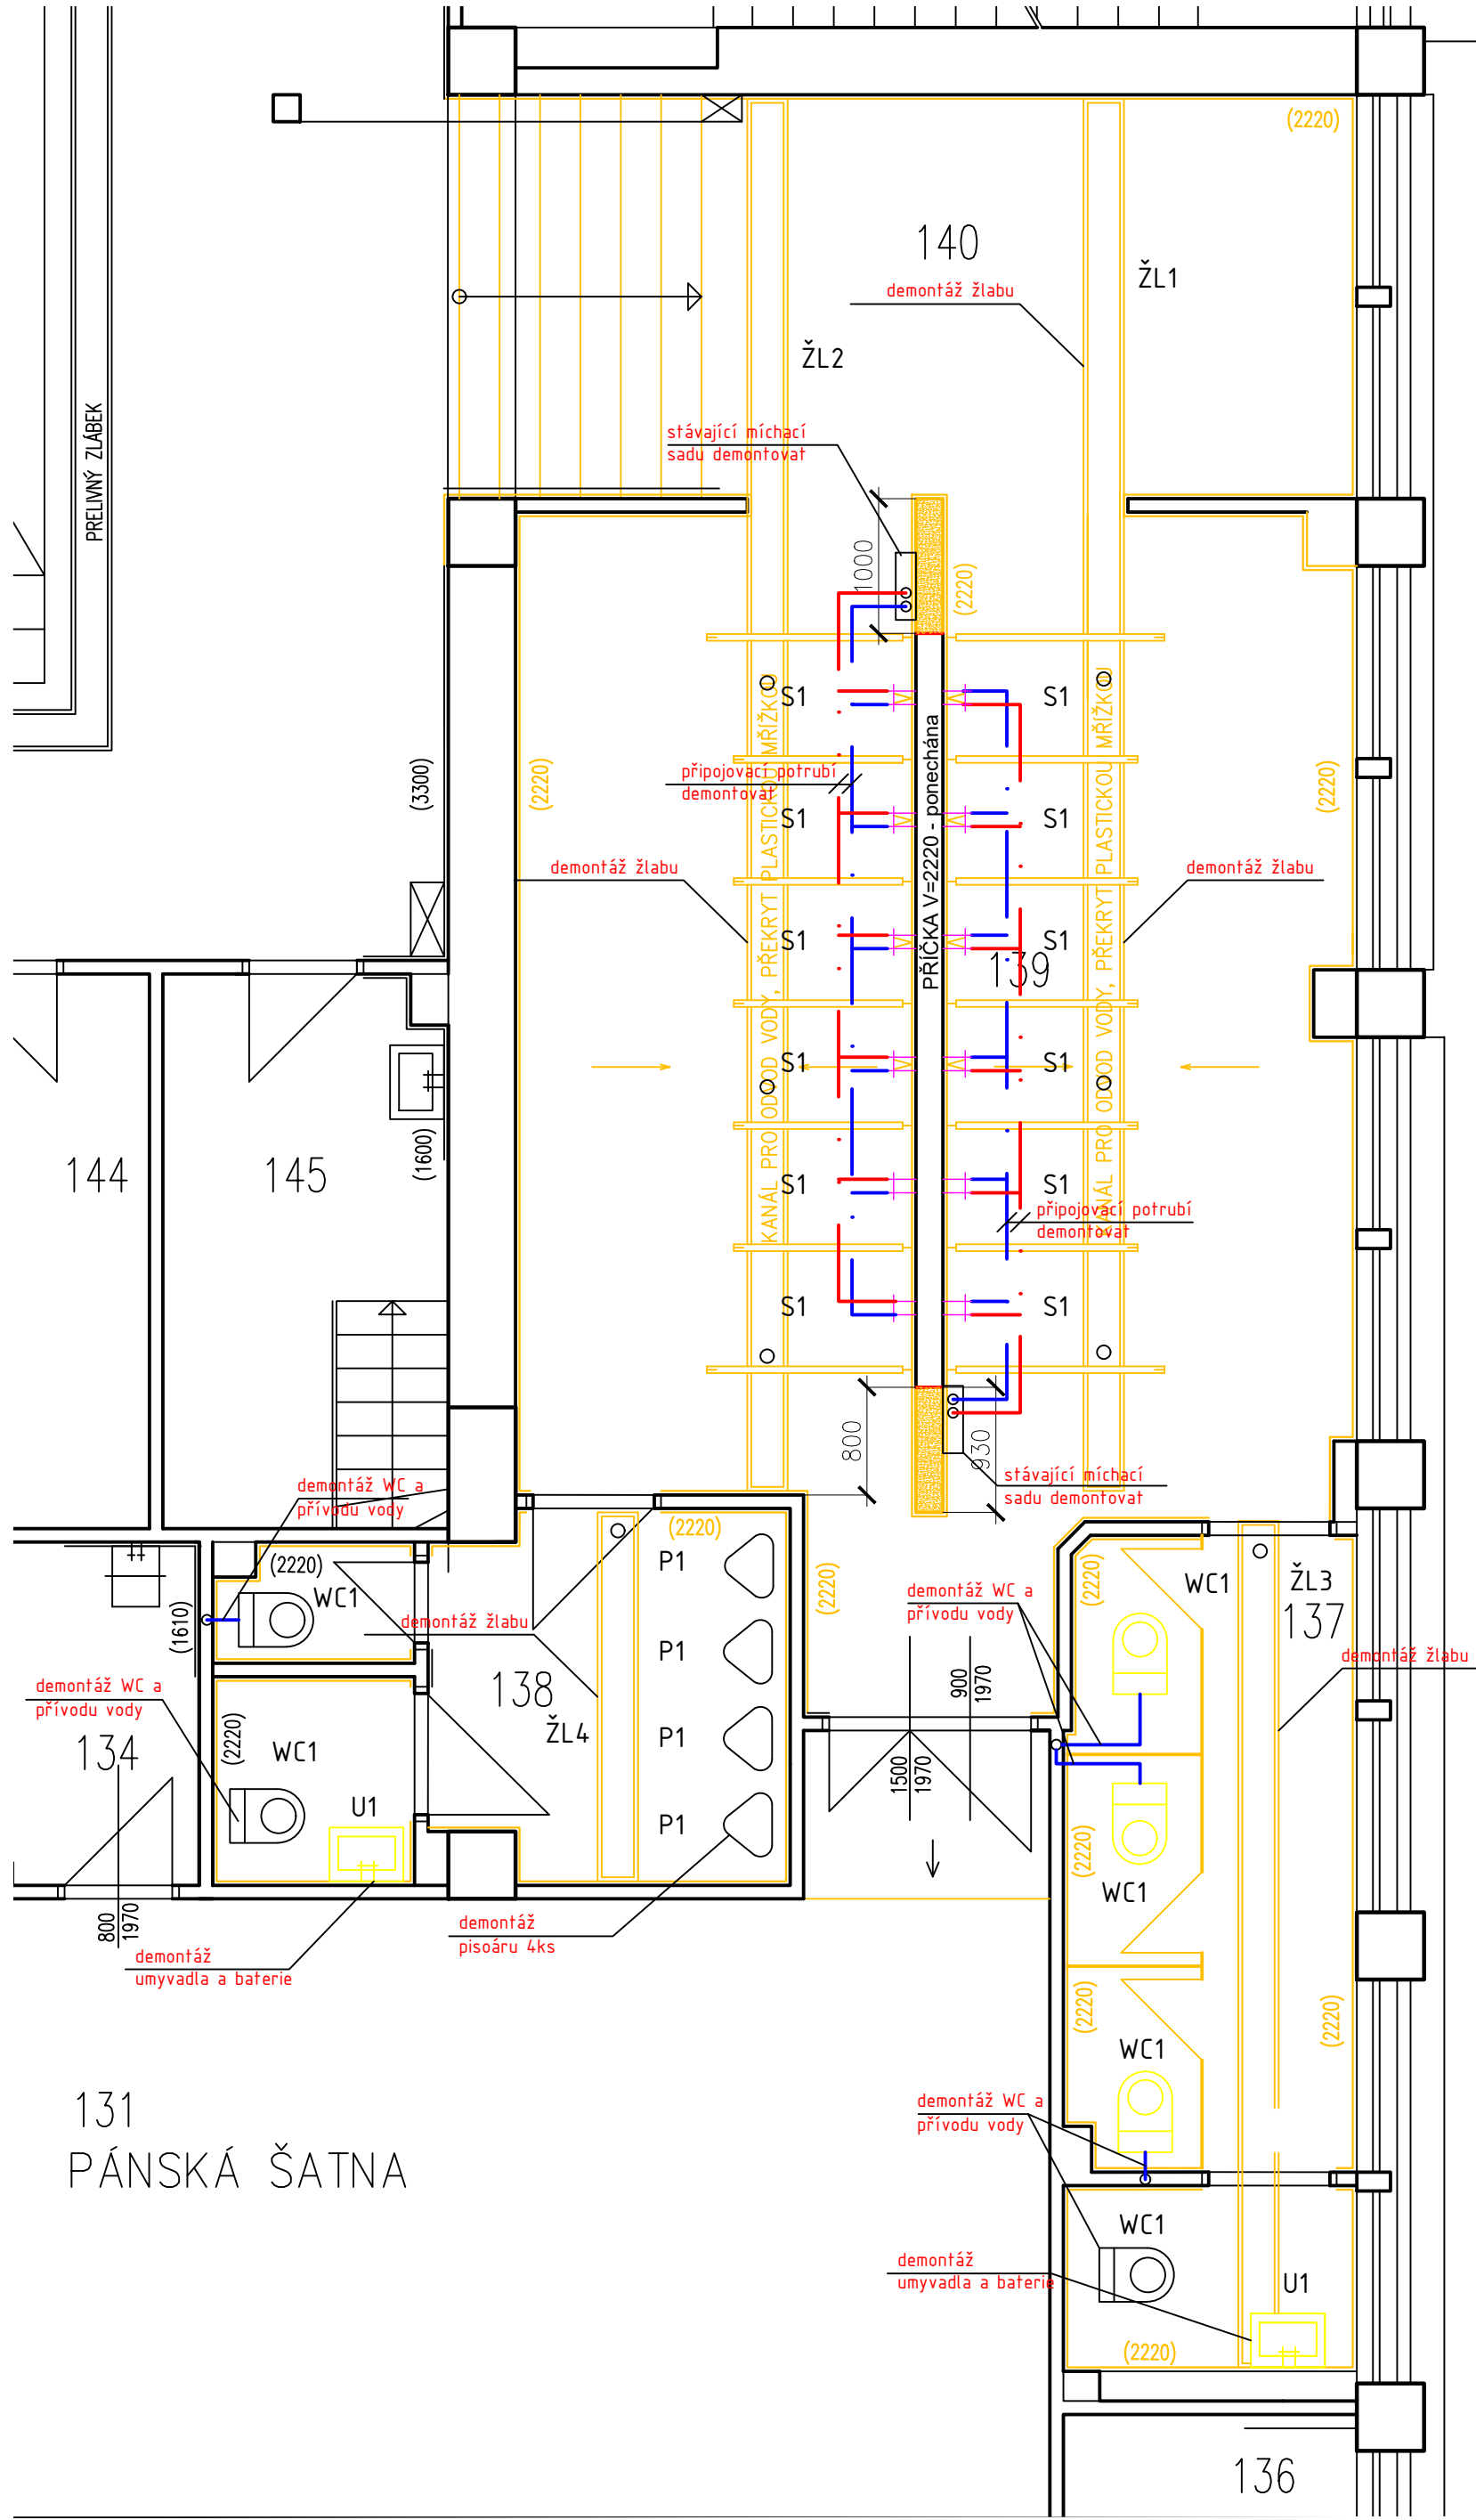 (2220)
140
ŽL1
demontáž žlabu
ŽL2
stávající míchací
sadu demontovat
PRELIVNÝ ZLÁBEK
1000
(2220)
S1
S1
(3300)
(2220)
připojovací potrubí
demontovat
S1
S1
(2220)
demontáž žlabu
demontáž žlabu
KANÁL PRO ODVOD VODY, PŘEKRYT PLASTICKOU MŘÍŽKOU
PŘÍČKA V=2220 - ponechána
KANÁL PRO ODVOD VODY, PŘEKRYT PLASTICKOU MŘÍŽKOU
S1
S1
139
S1
S1
144
145
(1600)
S1
S1
připojovací potrubí
demontovat
S1
S1
800
930
stávající míchací
sadu demontovat
demontáž WC a
přívodu vody
(2220)
WC1
(1610)
(2220)
P1
(2220)
demontáž žlabu
P1
demontáž WC a
přívodu vody
(2220)
WC1
ŽL3
137
demontáž žlabu
demontáž WC a
přívodu vody
134
(2220)
WC1
U1
138
ŽL4
P1
P1
900
1970
1500
1970
(2220)
WC1
800
1970
demontáž
umyvadla a baterie
demontáž
pisoáru 4ks
(2220)
(2220)
WC1
131
PÁNSKÁ ŠATNA
demontáž WC a
přívodu vody
WC1
demontáž
umyvadla a baterie
U1
(2220)
136